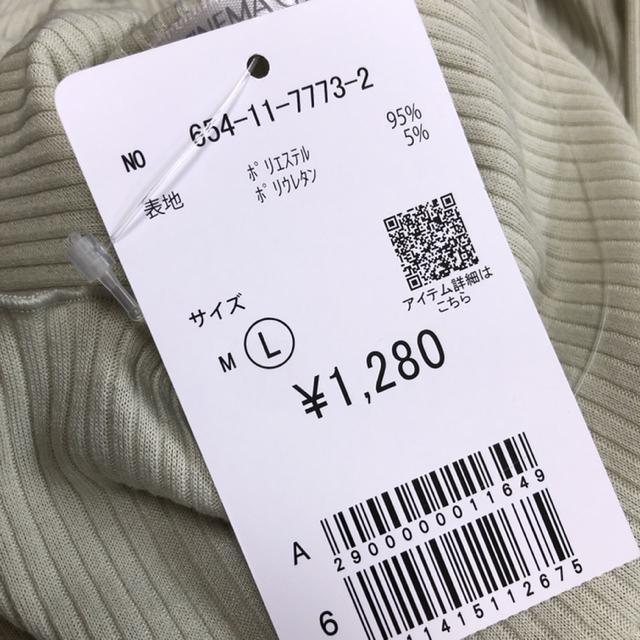 NO 654-11-7773-2
表地 ポリエステル 95%
ポリウレタン 5%
アイテム詳細は
こちら
サイズ
M L
¥1,280
A 2900000011649
6
11415112675